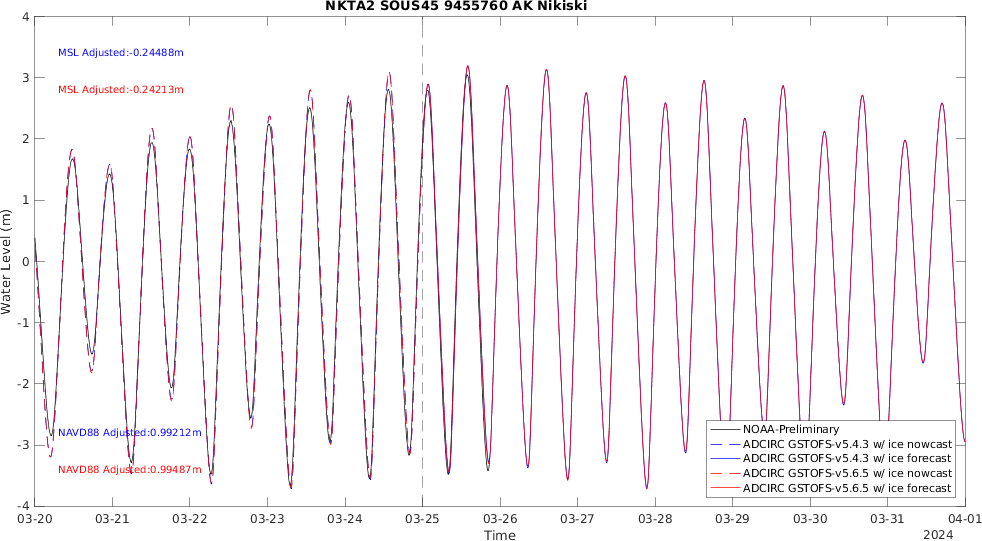 NKTA2 SOUS45 9455760 AK Nikiski
4
3
2
1
0
-1
-2
-3
-4
Water Level (m)
MSL Adjusted:-0.24488m
MSL Adjusted:-0.24213m
NAVD88 Adjusted:0.99212m
NAVD88 Adjusted:0.99487m
NOAA-Preliminary
ADCIRC GSTOFS-v5.4.3 w/ ice nowcast
ADCIRC GSTOFS-v5.4.3 w/ ice forecast
ADCIRC GSTOFS-v5.6.5 w/ ice nowcast
ADCIRC GSTOFS-v5.6.5 w/ ice forecast
03-20 03-21 03-22 03-23 03-24 03-25 03-26 03-27 03-28 03-29 03-30 03-31 04-01
Time
2024